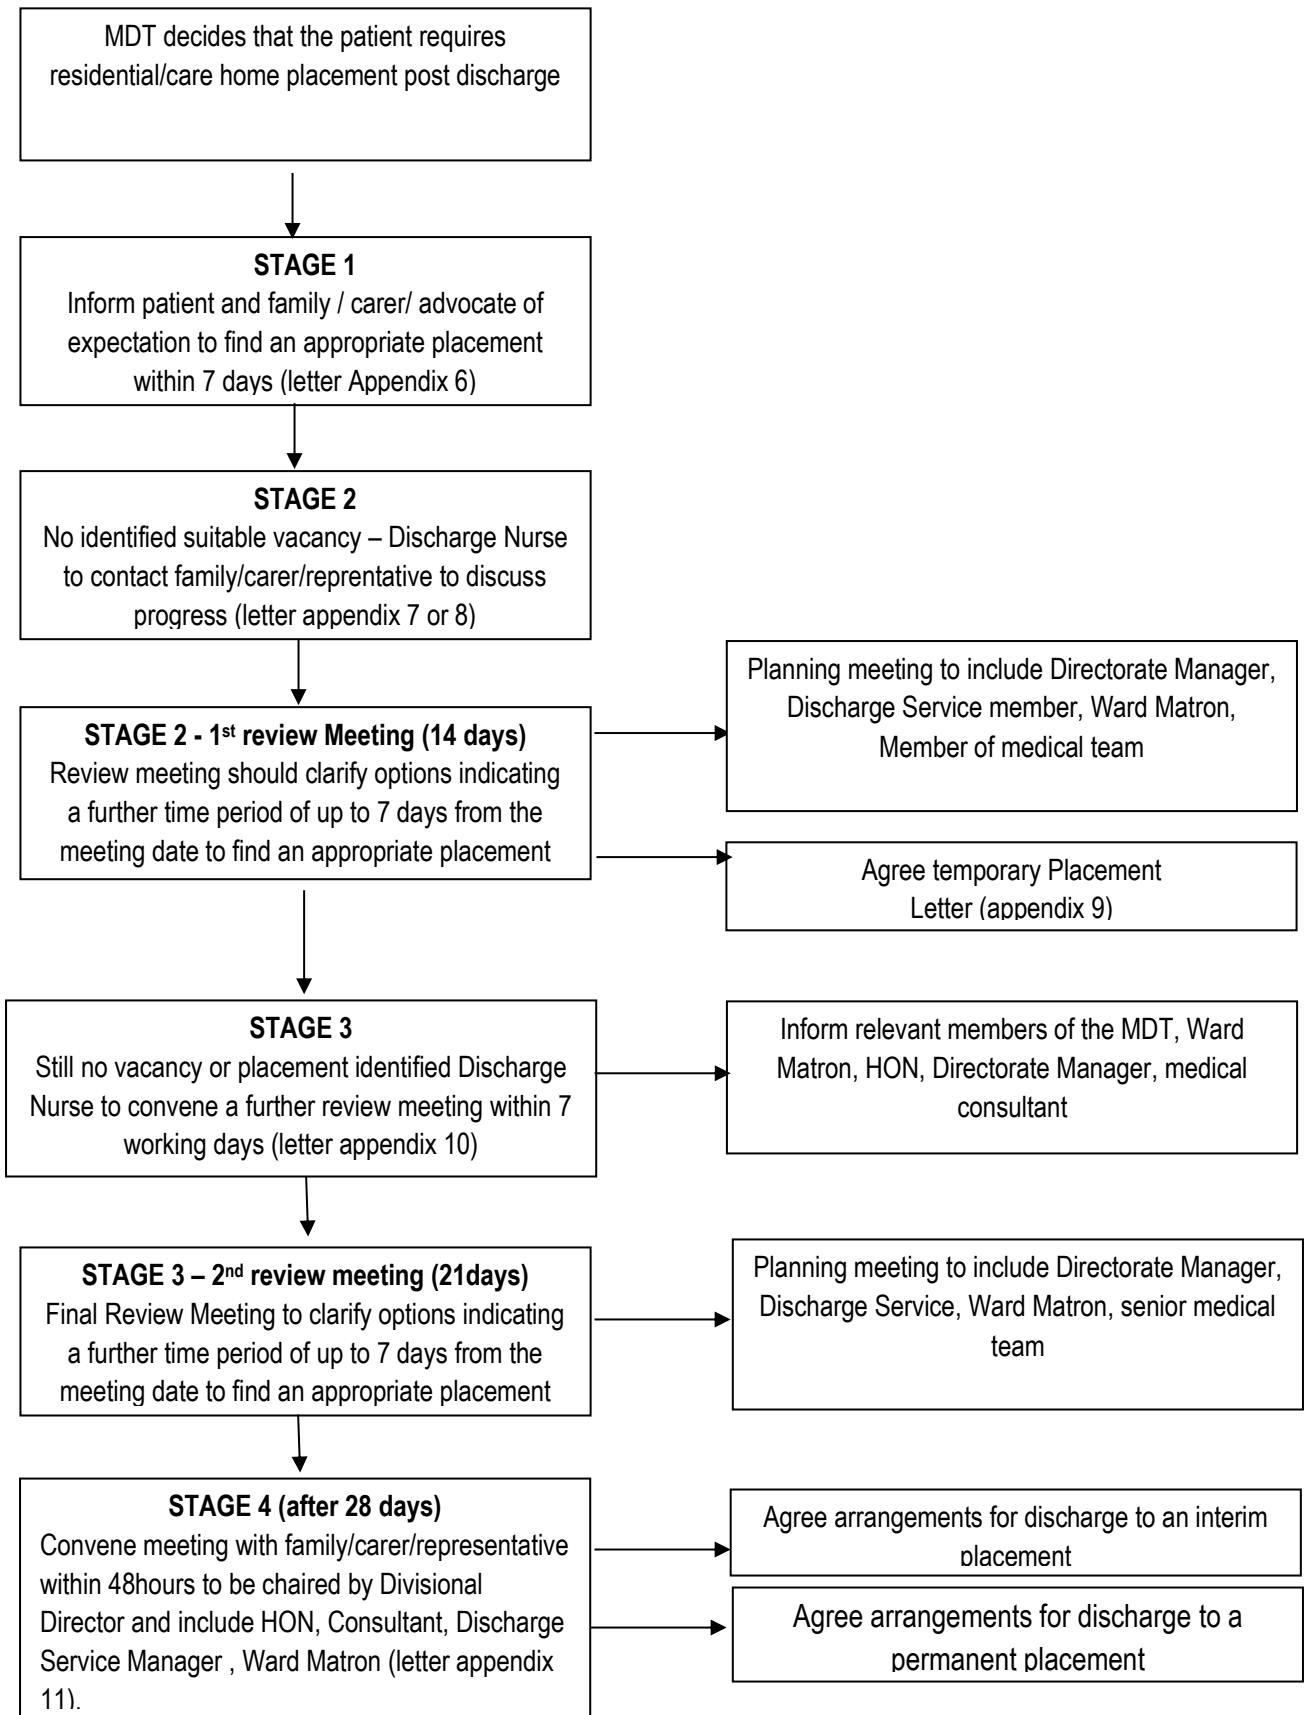 MDT decides that the patient requires
residential/care home placement post discharge
STAGE 1
Inform patient and family / carer/ advocate of
expectation to find an appropriate placement
within 7 days (letter Appendix 6)
STAGE 2
No identified suitable vacancy – Discharge Nurse
to contact family/carer/reprentative to discuss
progress (letter appendix 7 or 8)
STAGE 2 - 1st review Meeting (14 days)
Review meeting should clarify options indicating
a further time period of up to 7 days from the
meeting date to find an appropriate placement
Planning meeting to include Directorate Manager,
Discharge Service member, Ward Matron,
Member of medical team
Agree temporary Placement
Letter (appendix 9)
STAGE 3
Still no vacancy or placement identified Discharge
Nurse to convene a further review meeting within 7
working days (letter appendix 10)
Inform relevant members of the MDT, Ward
Matron, HON, Directorate Manager, medical
consultant
STAGE 3 – 2nd review meeting (21days)
Final Review Meeting to clarify options indicating
a further time period of up to 7 days from the
meeting date to find an appropriate placement
Planning meeting to include Directorate Manager,
Discharge Service, Ward Matron, senior medical
team
STAGE 4 (after 28 days)
Convene meeting with family/carer/representative
within 48hours to be chaired by Divisional
Director and include HON, Consultant, Discharge
Service Manager , Ward Matron (letter appendix
11).
Agree arrangements for discharge to an interim
placement
Agree arrangements for discharge to a
permanent placement